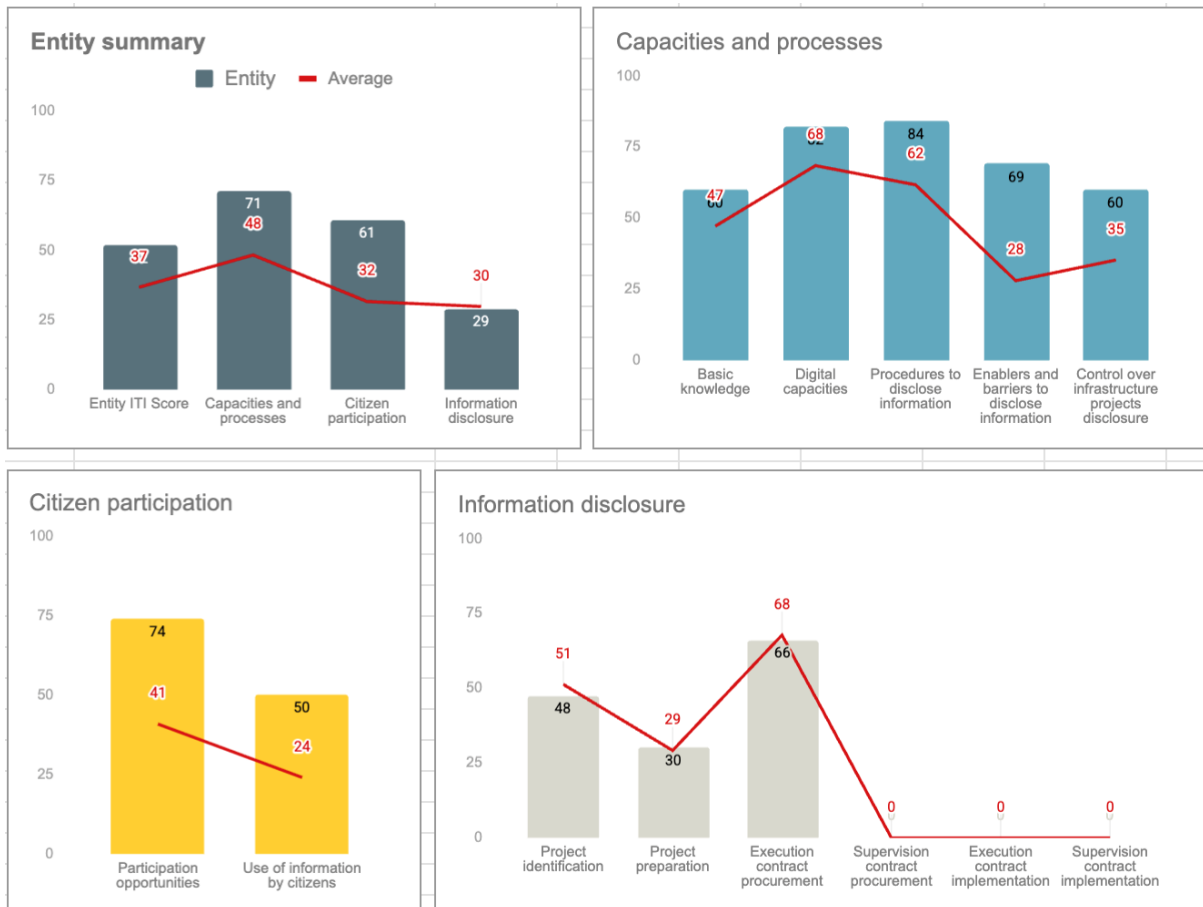 Entity summary
Entity
Average
100
75
50
25
0
37
71
48
61
32
30
29
Entity ITI Score
Capacities and
processes
Citizen
participation
Information
disclosure
Capacities and processes
100
75
50
25
0
47
60
68
82
84
62
69
28
60
35
Basic
knowledge
Digital
capacities
Procedures to
disclose
information
Enablers and
barriers to
disclose
information
Control over
infrastructure
projects
disclosure
Citizen participation
100
75
50
25
0
74
41
50
24
Participation
opportunities
Use of information
by citizens
Information disclosure
100
75
50
25
0
51
48
29
30
68
66
0
0
0
0
0
0
Project
identification
Project
preparation
Execution
contract
procurement
Supervision
contract
procurement
Execution
contract
implementation
Supervision
contract
implementation